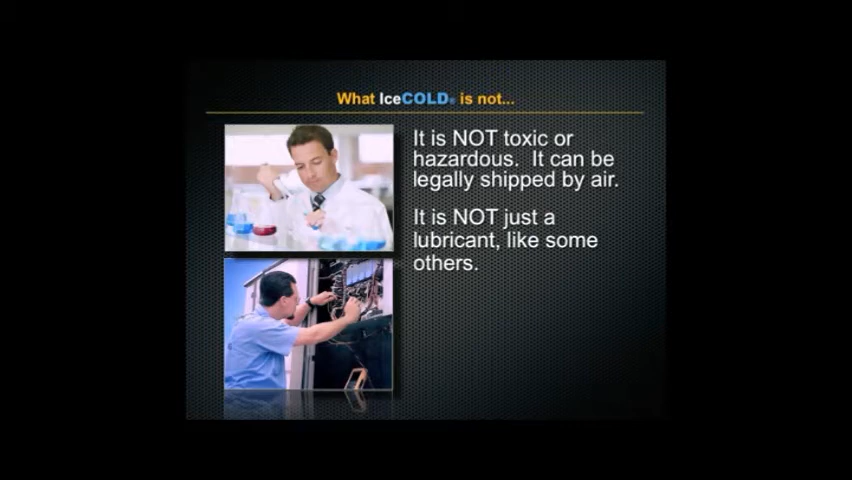 What IceCOLD® is not...
It is NOT toxic or
hazardous. It can be
legally shipped by air.
It is NOT just a
lubricant, like some
others.